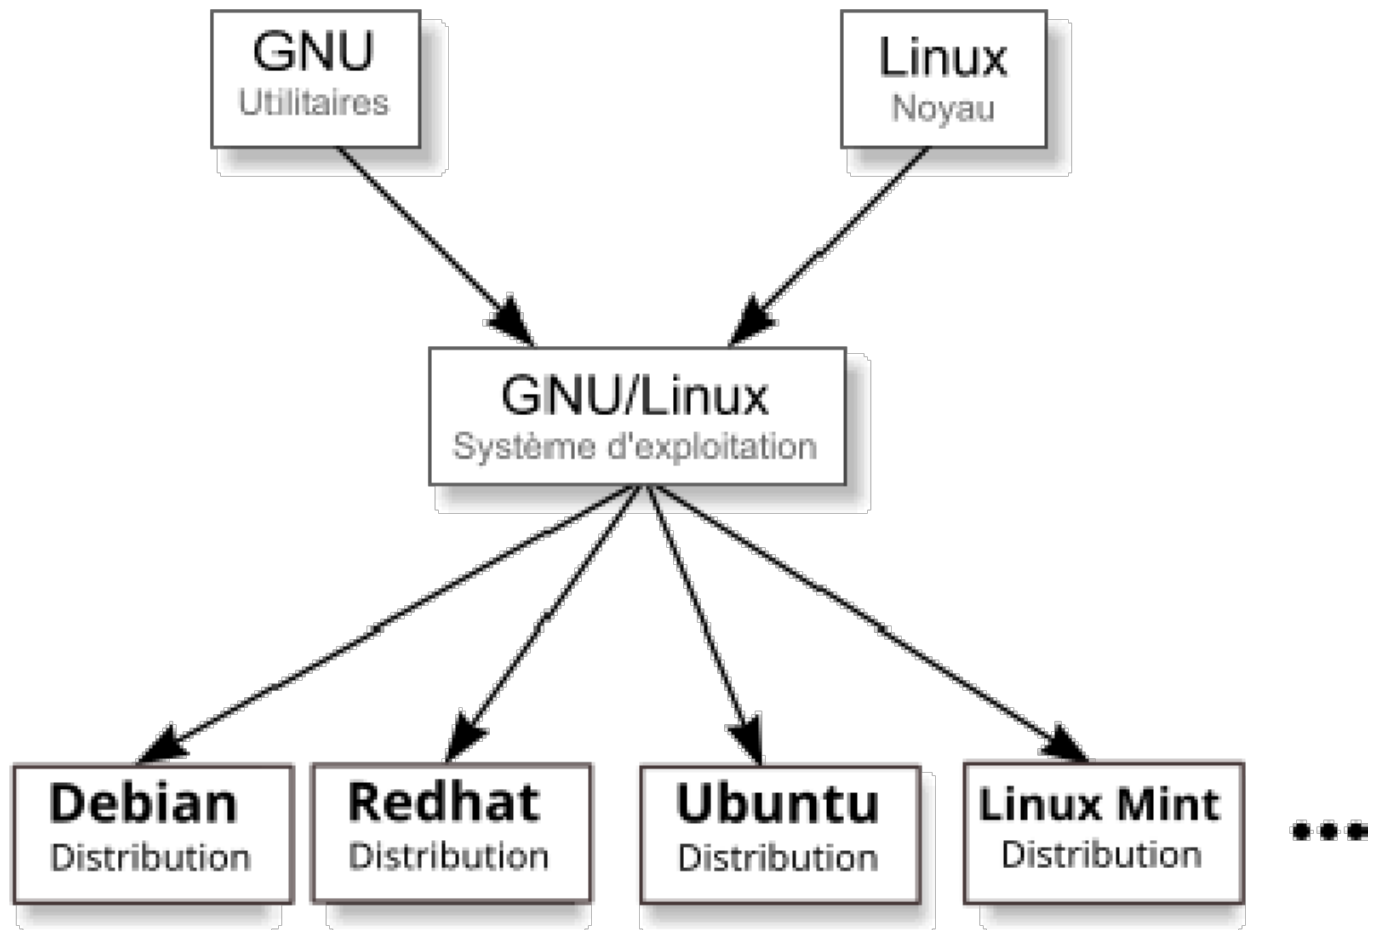 GNU
Utilitaires
Linux
Noyau
GNU/Linux
Système d'exploitation
Debian
Distribution
Redhat
Distribution
Ubuntu
Distribution
Linux Mint
Distribution
...